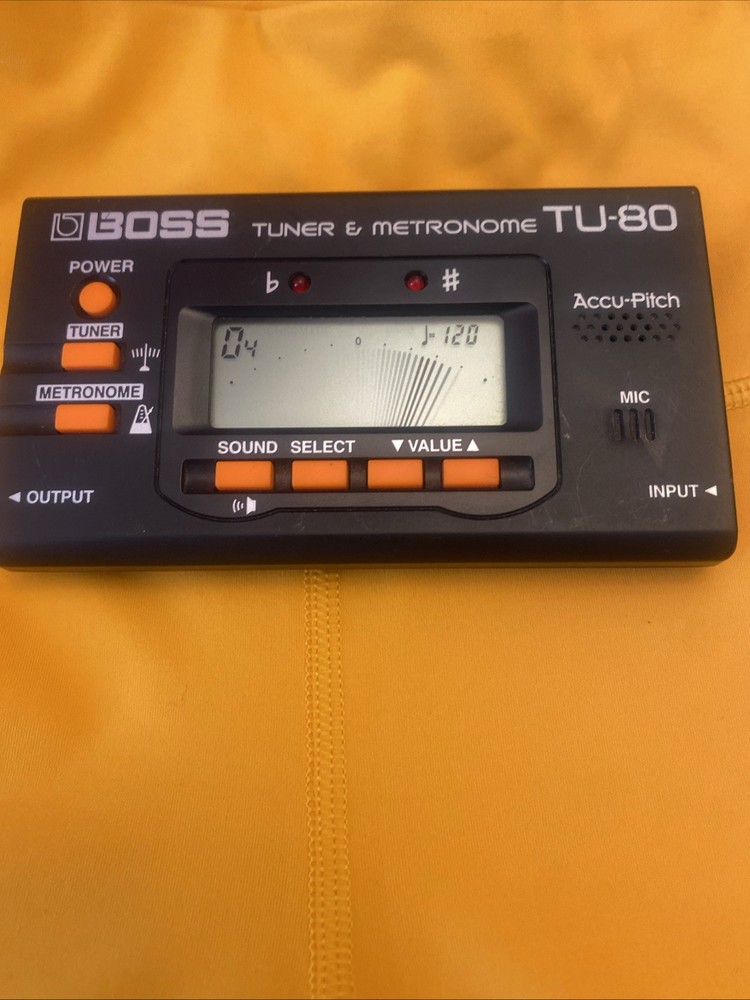 BOSS TUNER & METRONOME TU-80
POWER
♭ ♯
Accu-Pitch
TUNER
04 0 ♩=120
METRONOME
MIC
SOUND SELECT ▼ VALUE ▲
◄ OUTPUT
INPUT ◄